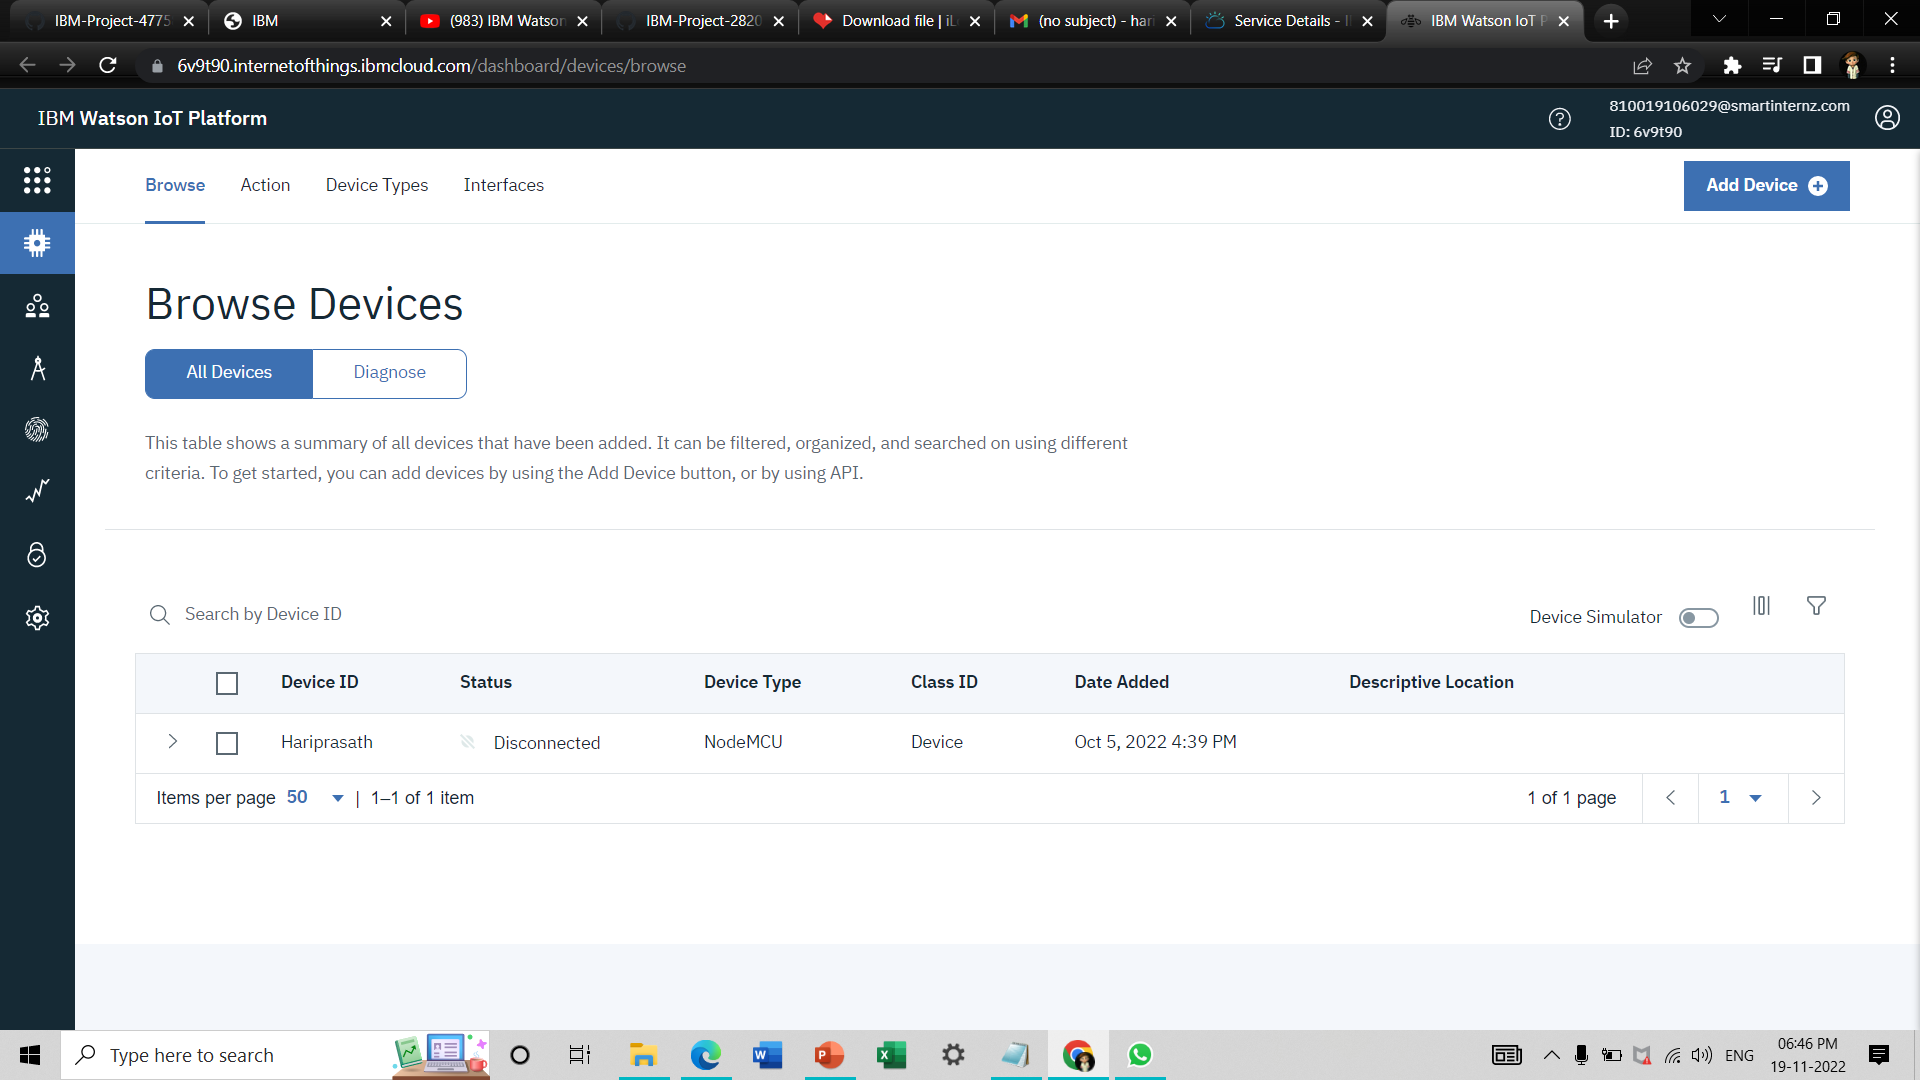 IBM-Project-4775
IBM
(983) IBM Watson
IBM-Project-2820
Download file | iL
(no subject) - hari
Service Details - I
IBM Watson IoT P
6v9t90.internetofthings.ibmcloud.com/dashboard/devices/browse
IBM Watson IoT Platform
810019106029@smartinternz.com
ID: 6v9t90
Browse Action Device Types Interfaces
Add Device
Browse Devices
All Devices Diagnose
This table shows a summary of all devices that have been added. It can be filtered, organized, and searched on using different
criteria. To get started, you can add devices by using the Add Device button, or by using API.
Search by Device ID
Device Simulator
Device ID Status Device Type Class ID Date Added Descriptive Location
Hariprasath Disconnected NodeMCU Device Oct 5, 2022 4:39 PM
Items per page 50 | 1–1 of 1 item
1 of 1 page 1
Type here to search
ENG
06:46 PM
19-11-2022